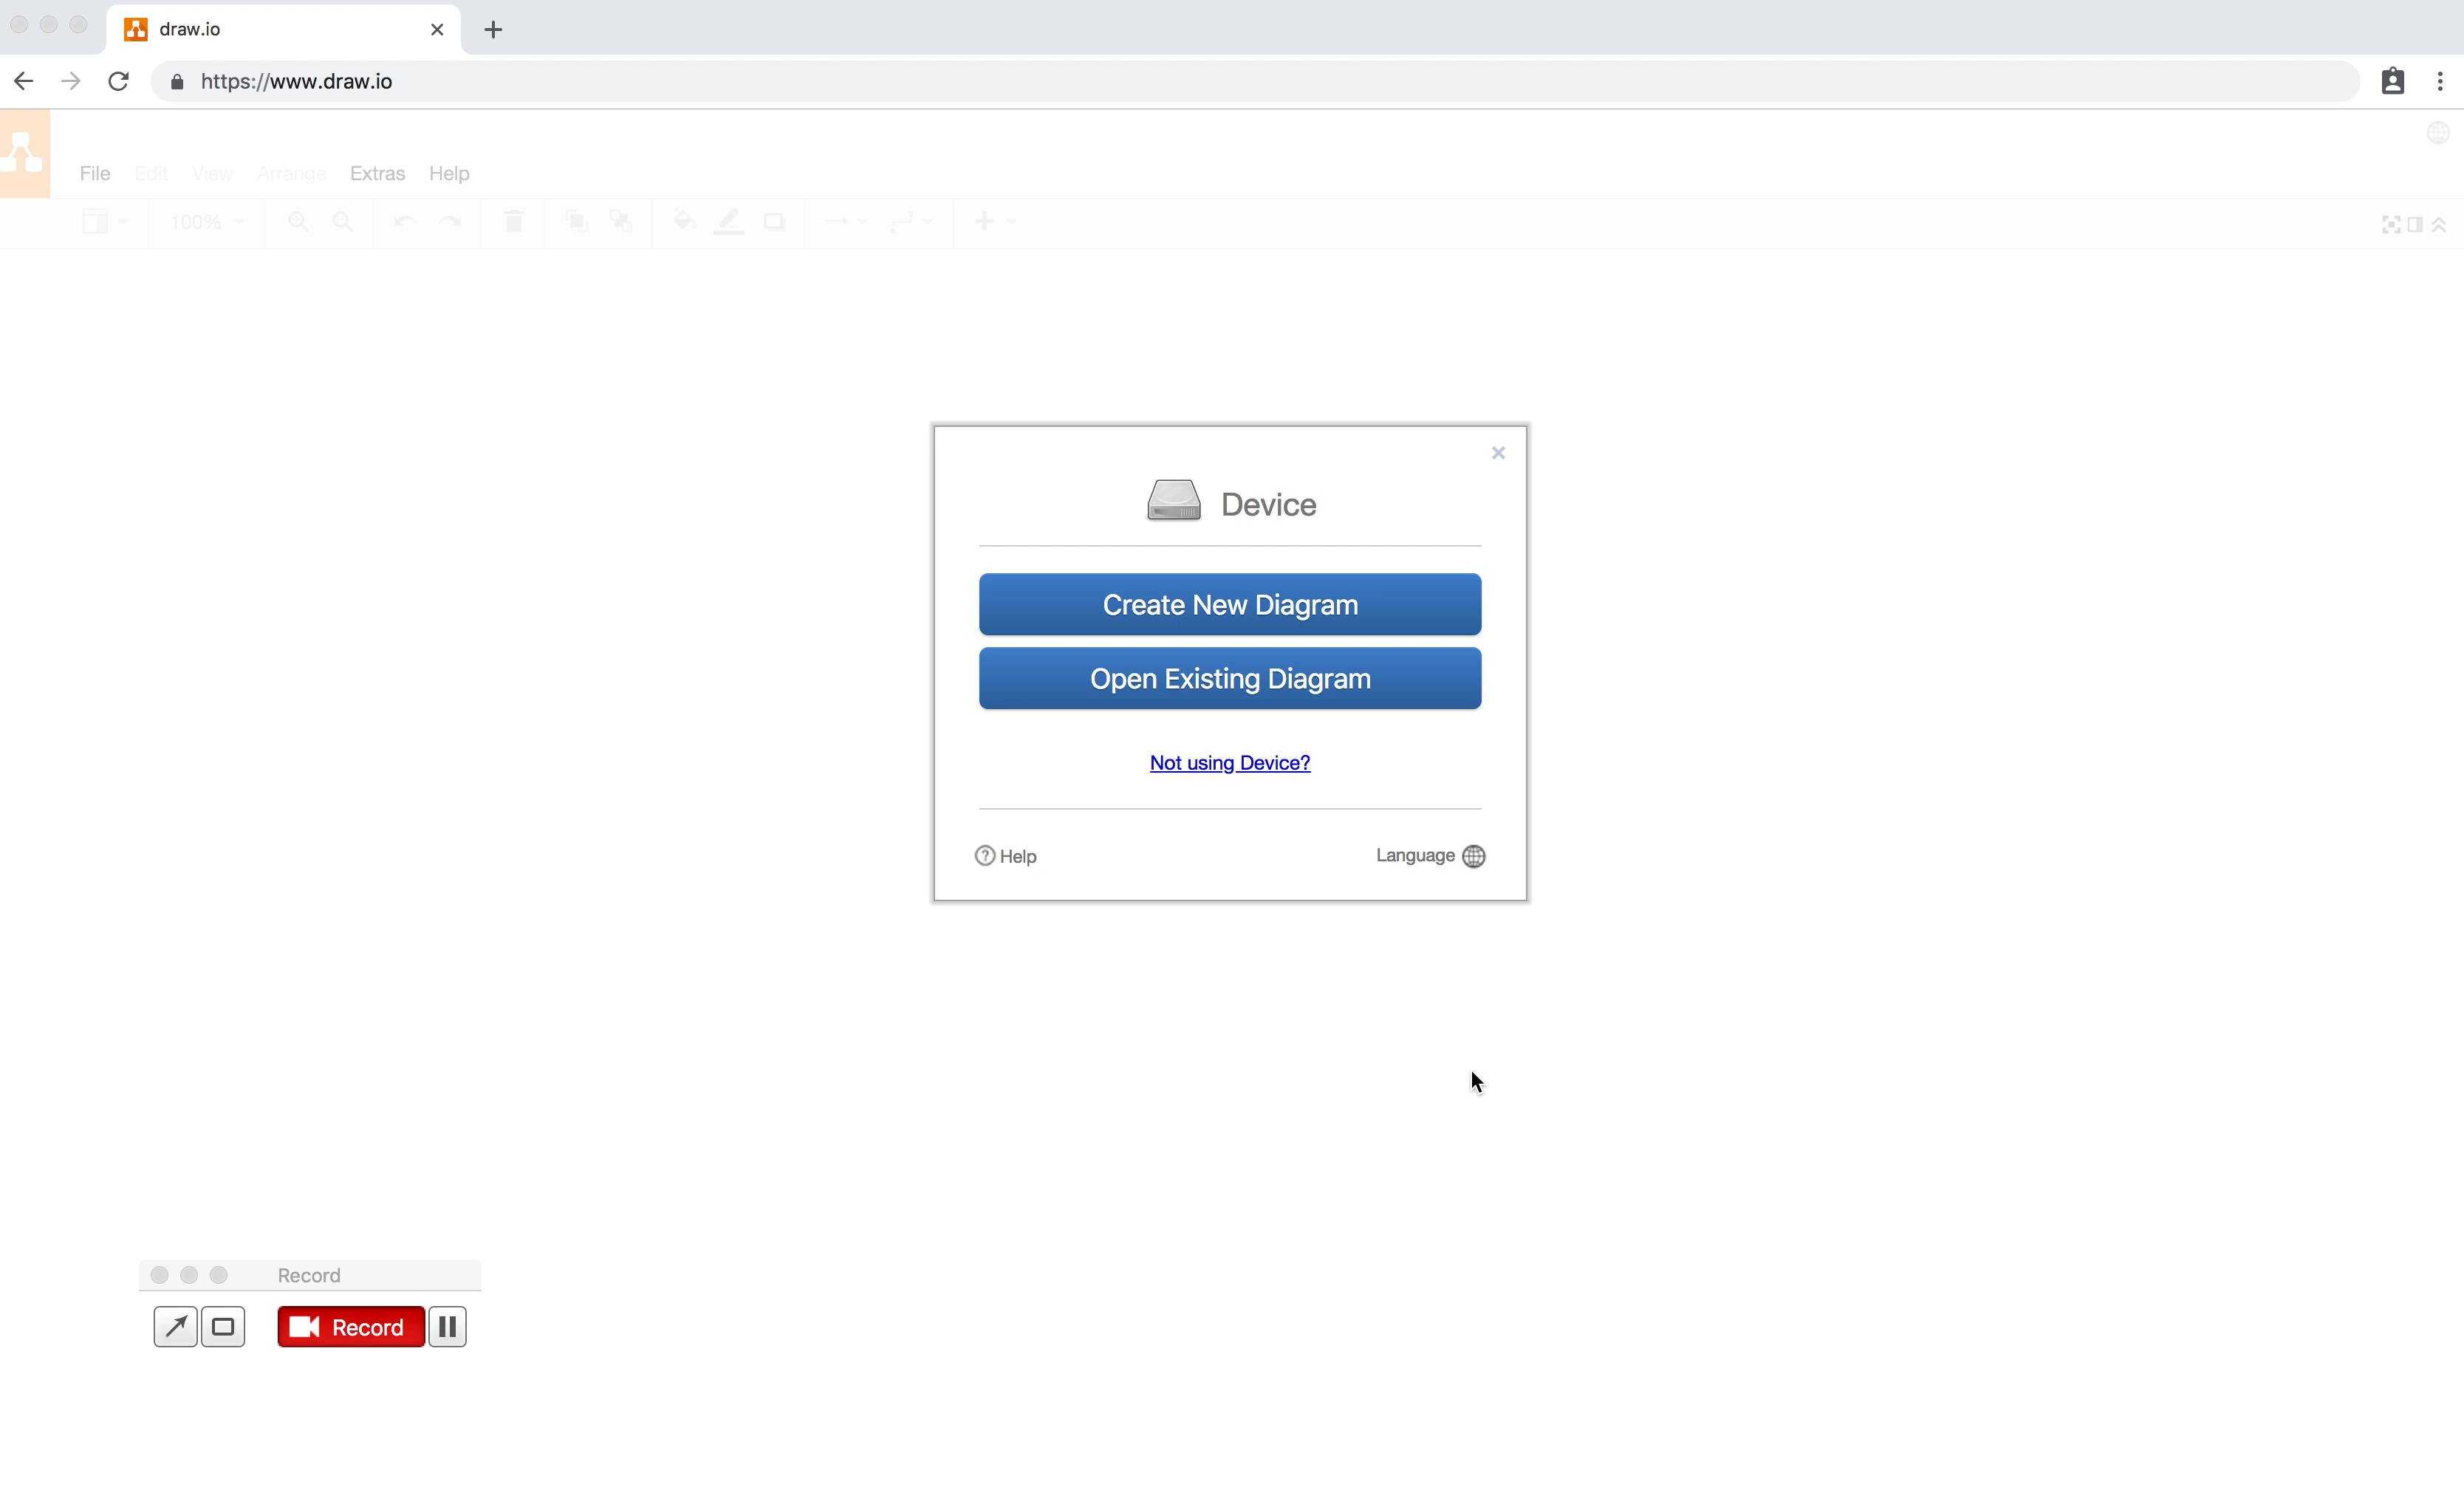 draw.io
https://www.draw.io
File Edit View Arrange Extras Help
100%
Device
Create New Diagram
Open Existing Diagram
Not using Device?
Help Language
Record
Record